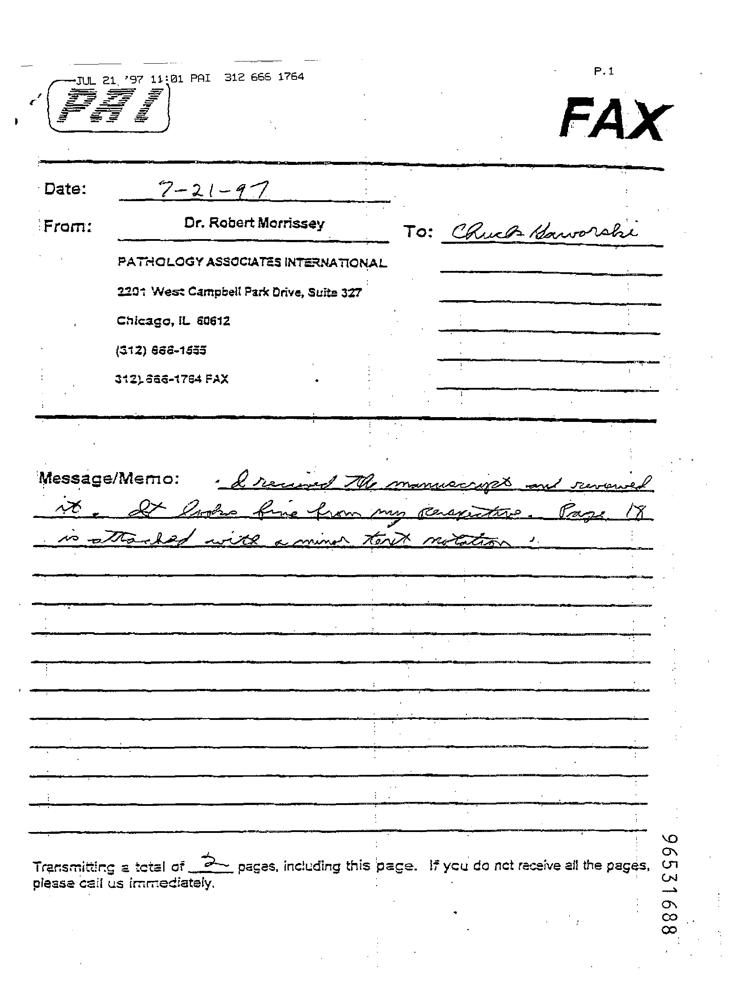 JUL 21 '97 11:01 PAI 312 666 1764 P.1
PAI
FAX
Date: 7-21-97
From: Dr. Robert Morrissey
To: Chuck Gaworski
PATHOLOGY ASSOCIATES INTERNATIONAL
2201 West Campbell Park Drive, Suite 327
Chicago, IL 60612
(312) 666-1555
312) 666-1764 FAX
Message/Memo: I received the manuscript and reviewed
it. It looks fine from my perspective. Page 18
is attached with a minor text notation.
Transmitting a total of 2 pages, including this page. If you do not receive all the pages,
please call us immediately.
96531688